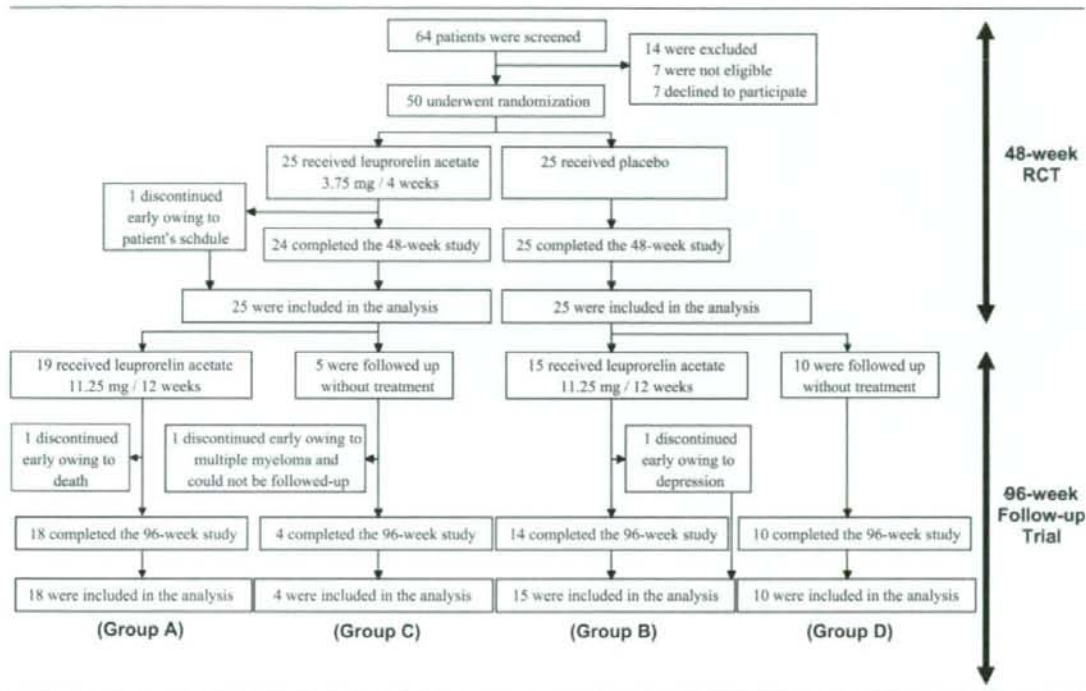 64 patients were screened
14 were excluded
7 were not eligible
7 declined to participate
50 underwent randomization
25 received leuprorelin acetate
3.75 mg / 4 weeks
25 received placebo
48-week
RCT
1 discontinued
early owing to
patient's schdule
24 completed the 48-week study
25 completed the 48-week study
25 were included in the analysis
25 were included in the analysis
19 received leuprorelin acetate
11.25 mg / 12 weeks
5 were followed up
without treatment
15 received leuprorelin acetate
11.25 mg / 12 weeks
10 were followed up
without treatment
1 discontinued
early owing to
death
1 discontinued early owing to
multiple myeloma and
could not be followed-up
1 discontinued
early owing to
depression
96-week
Follow-up
Trial
18 completed the 96-week study
4 completed the 96-week study
14 completed the 96-week study
10 completed the 96-week study
18 were included in the analysis
4 were included in the analysis
15 were included in the analysis
10 were included in the analysis
(Group A)
(Group C)
(Group B)
(Group D)